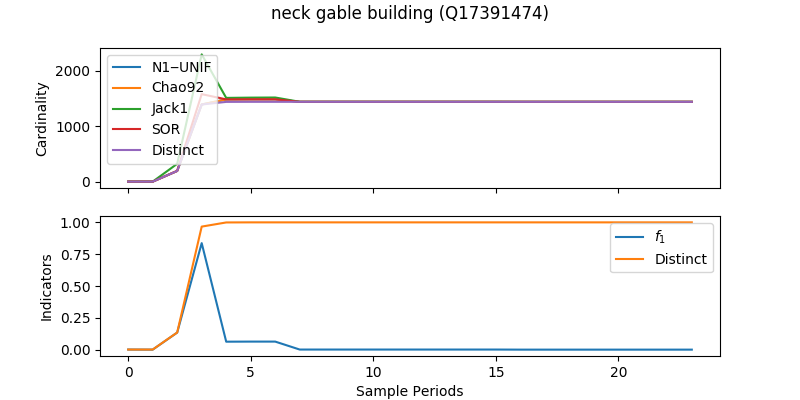 neck gable building (Q17391474)
Cardinality
2000
1000
0
N1−UNIF
Chao92
Jack1
SOR
Distinct
Indicators
1.00
0.75
0.50
0.25
0.00
f1
Distinct
0 5 10 15 20
Sample Periods